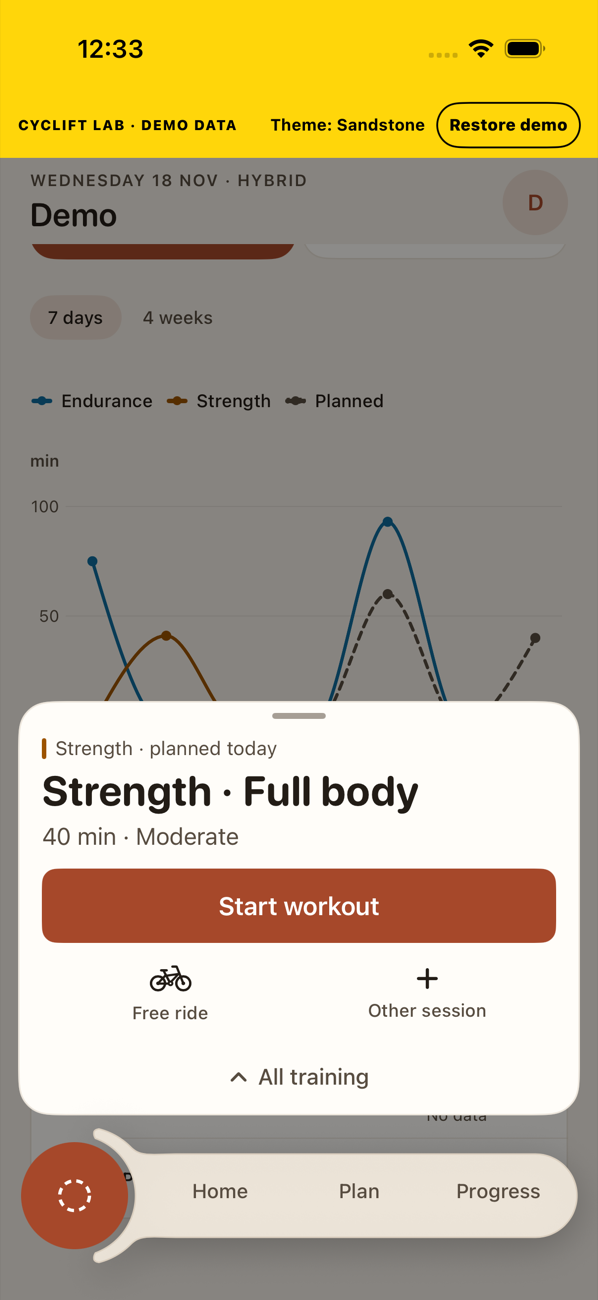 12:33
CYCLIFT LAB · DEMO DATA
Theme: Sandstone
Restore demo
WEDNESDAY 18 NOV · HYBRID
Demo
D
7 days
4 weeks
Endurance
Strength
Planned
min
100
50
Strength · planned today
Strength · Full body
40 min · Moderate
Start workout
Free ride
Other session
All training
No data
Home
Plan
Progress